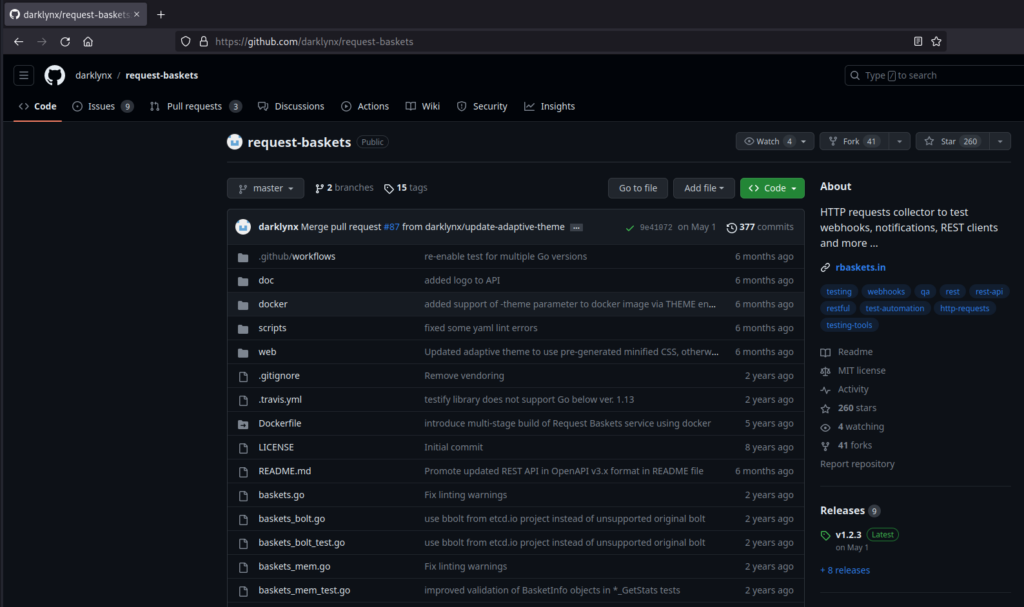 darklynx/request-baskets
https://github.com/darklynx/request-baskets
darklynx / request-baskets
Type / to search
Code Issues 9 Pull requests 3 Discussions Actions Wiki Security Insights
request-baskets Public
Watch 4 Fork 41 Star 260
master 2 branches 15 tags Go to file Add file Code
darklynx Merge pull request #87 from darklynx/update-adaptive-theme ... 9e41072 on May 1 377 commits
.github/workflows re-enable test for multiple Go versions 6 months ago
doc added logo to API 6 months ago
docker added support of -theme parameter to docker image via THEME en... 6 months ago
scripts fixed some yaml lint errors 6 months ago
web Updated adaptive theme to use pre-generated minified CSS, otherw... 6 months ago
.gitignore Remove vendoring 2 years ago
.travis.yml testify library does not support Go below ver. 1.13 2 years ago
Dockerfile introduce multi-stage build of Request Baskets service using docker 5 years ago
LICENSE Initial commit 8 years ago
README.md Promote updated REST API in OpenAPI v3.x format in README file 6 months ago
baskets.go Fix linting warnings 2 years ago
baskets_bolt.go use bbolt from etcd.io project instead of unsupported original bolt 2 years ago
baskets_bolt_test.go use bbolt from etcd.io project instead of unsupported original bolt 2 years ago
baskets_mem.go Fix linting warnings 2 years ago
baskets_mem_test.go improved validation of BasketInfo objects in *_GetStats tests 2 years ago
About
HTTP requests collector to test
webhooks, notifications, REST clients
and more ...
rbaskets.in
testing webhooks qa rest rest-api
restful test-automation http-requests
testing-tools
Readme
MIT license
Activity
260 stars
4 watching
41 forks
Report repository
Releases 9
v1.2.3 Latest
on May 1
+ 8 releases